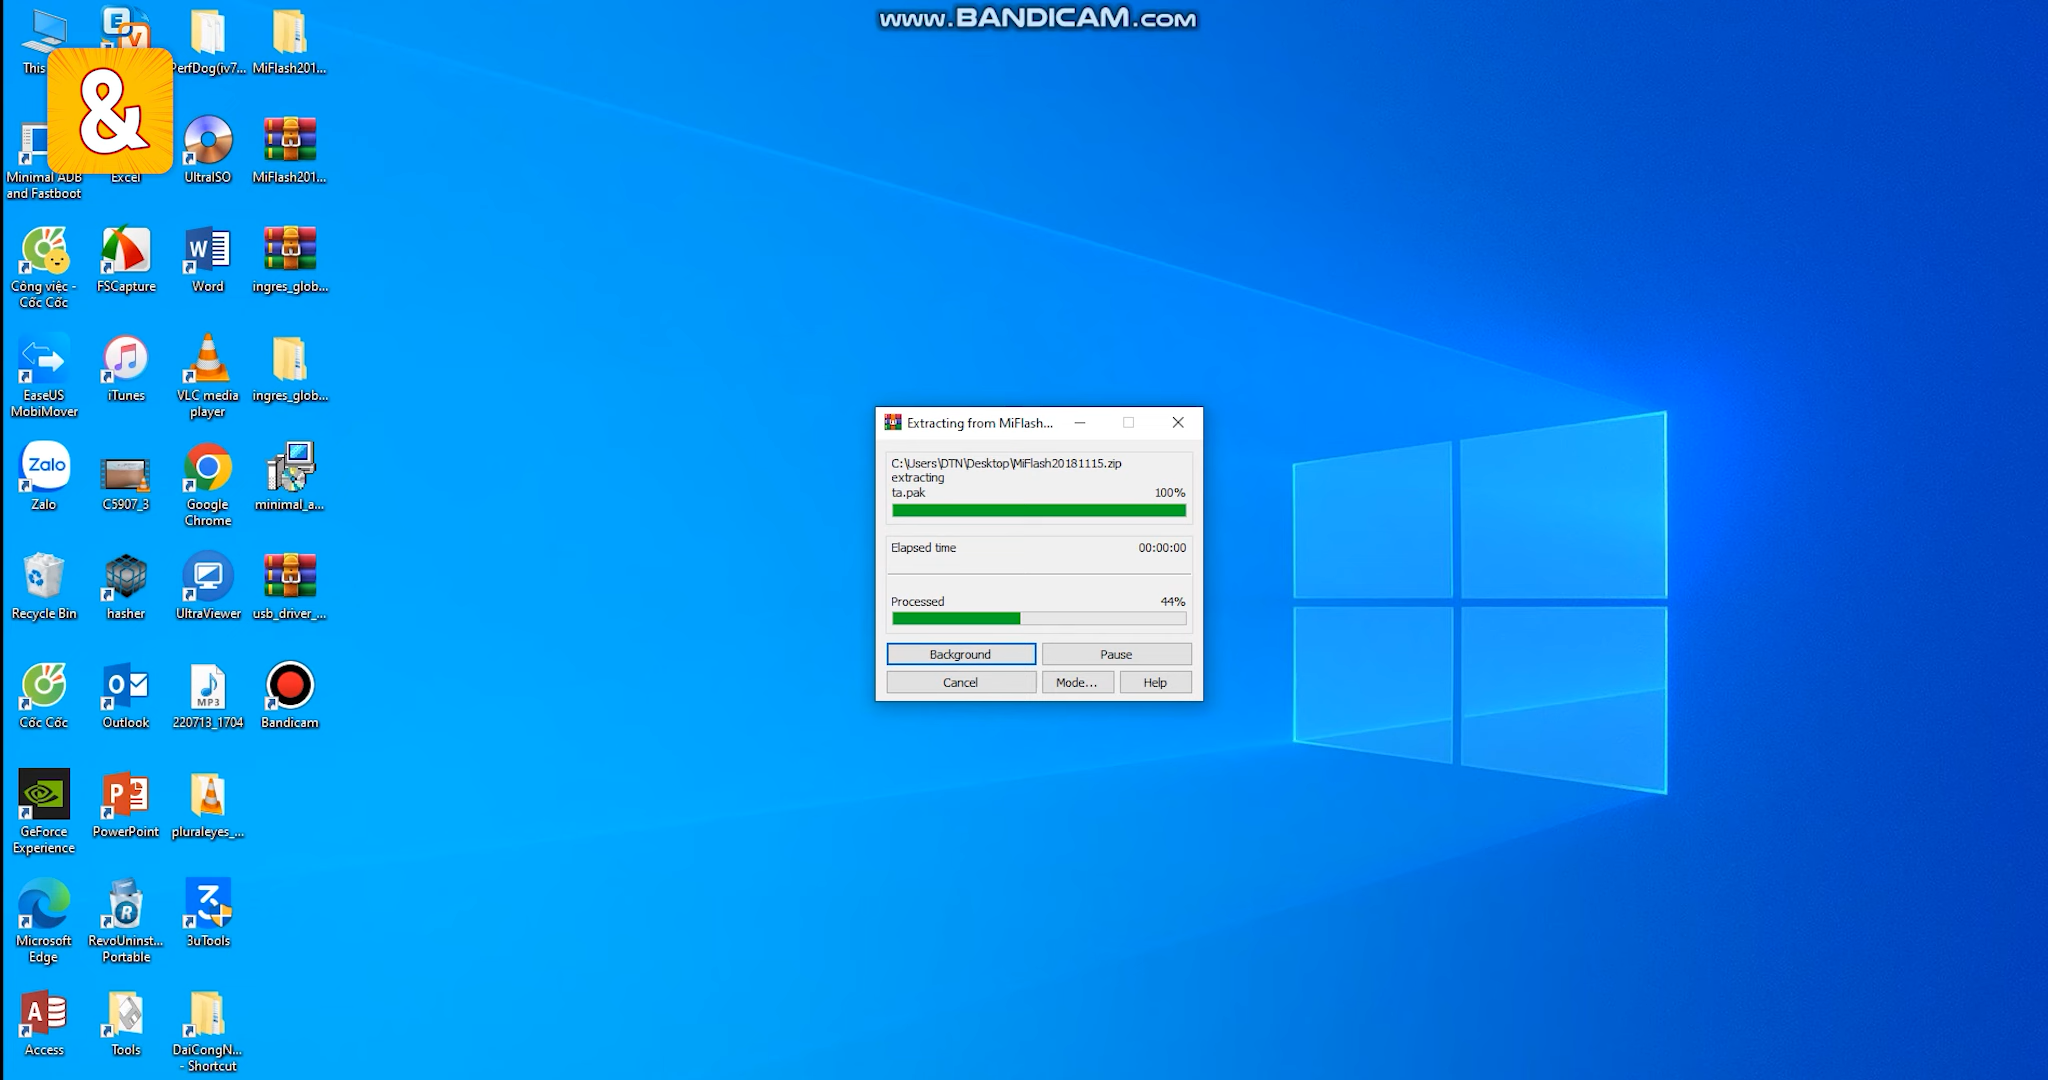 www.BANDICAM.com
This
PerfDog(iv7...
MiFlash201...
&
Minimal ADB
and Fastboot
Excel
UltraISO
MiFlash201...
Công việc -
Cốc Cốc
FSCapture
Word
ingres_glob...
EaseUS
MobiMover
iTunes
VLC media
player
ingres_glob...
Zalo
Zalo
C5907_3
Google
Chrome
minimal_a...
Recycle Bin
hasher
UltraViewer
usb_driver_...
Cốc Cốc
Outlook
MP3
220713_1704
Bandicam
GeForce
Experience
PowerPoint
pluraleyes_...
Microsoft
Edge
RevoUninst...
Portable
3uTools
Access
Tools
DaiCongN...
- Shortcut
Extracting from MiFlash...
C:\Users\DTN\Desktop\MiFlash20181115.zip
extracting
ta.pak 100%
Elapsed time 00:00:00
Processed 44%
Background Pause
Cancel Mode... Help